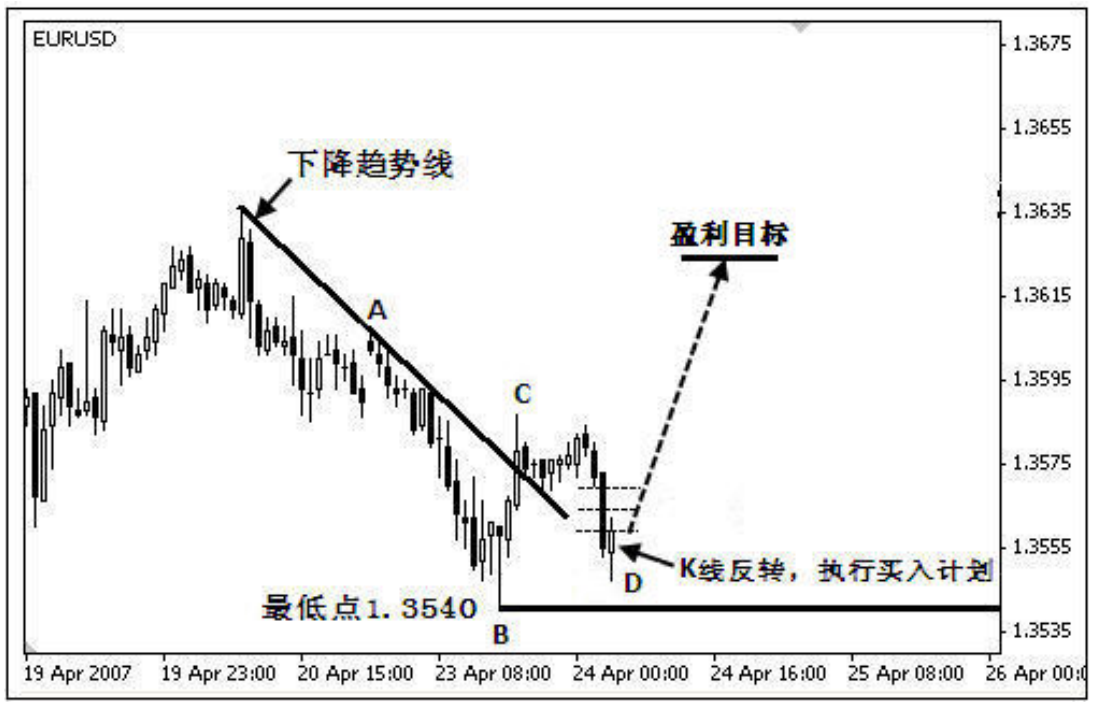 EURUSD
1.3675
1.3655
下降趋势线
1.3635
盈利目标
1.3615
A
1.3595
C
1.3575
1.3555
K线反转，执行买入计划
D
最低点1.3540
1.3535
B
19 Apr 2007
19 Apr 23:00
20 Apr 15:00
23 Apr 08:00
24 Apr 00:00
24 Apr 16:00
25 Apr 08:00
26 Apr 00: